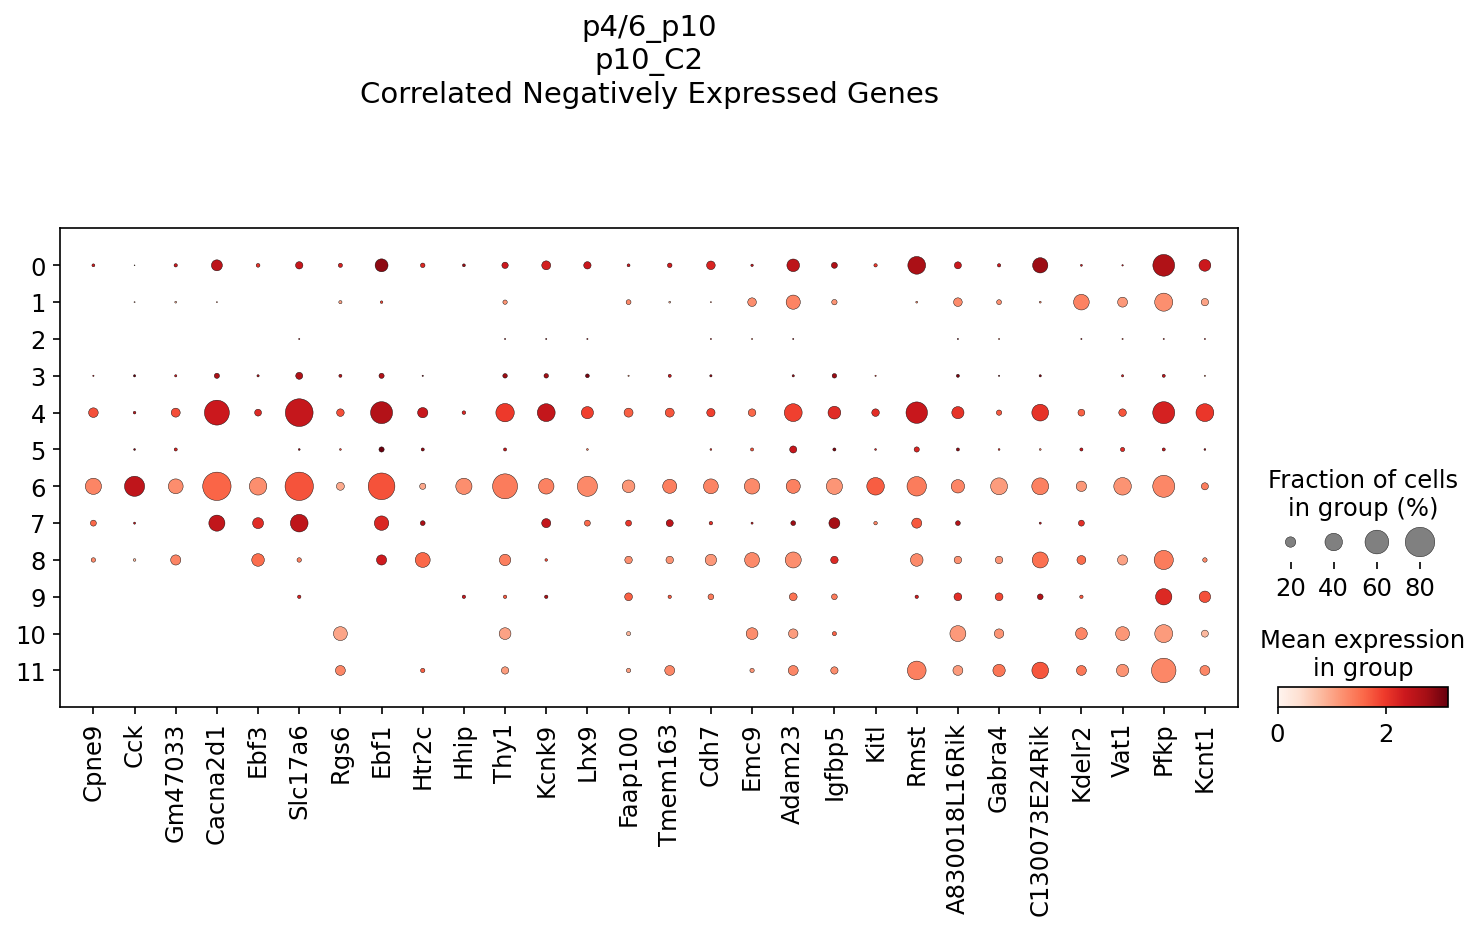 p4/6_p10
p10_C2
Correlated Negatively Expressed Genes
0
1
2
3
4
5
6
7
8
9
10
11
Cpne9
Cck
Gm47033
Cacna2d1
Ebf3
Slc17a6
Rgs6
Ebf1
Htr2c
Hhip
Thy1
Kcnk9
Lhx9
Faap100
Tmem163
Cdh7
Emc9
Adam23
Igfbp5
Kitl
Rmst
A830018L16Rik
Gabra4
C130073E24Rik
Kdelr2
Vat1
Pfkp
Kcnt1
Fraction of cells
in group (%)
20 40 60 80
Mean expression
in group
0 2